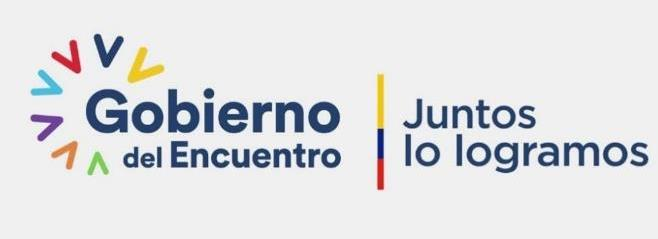 Gobierno
del Encuentro
Juntos
lo logramos